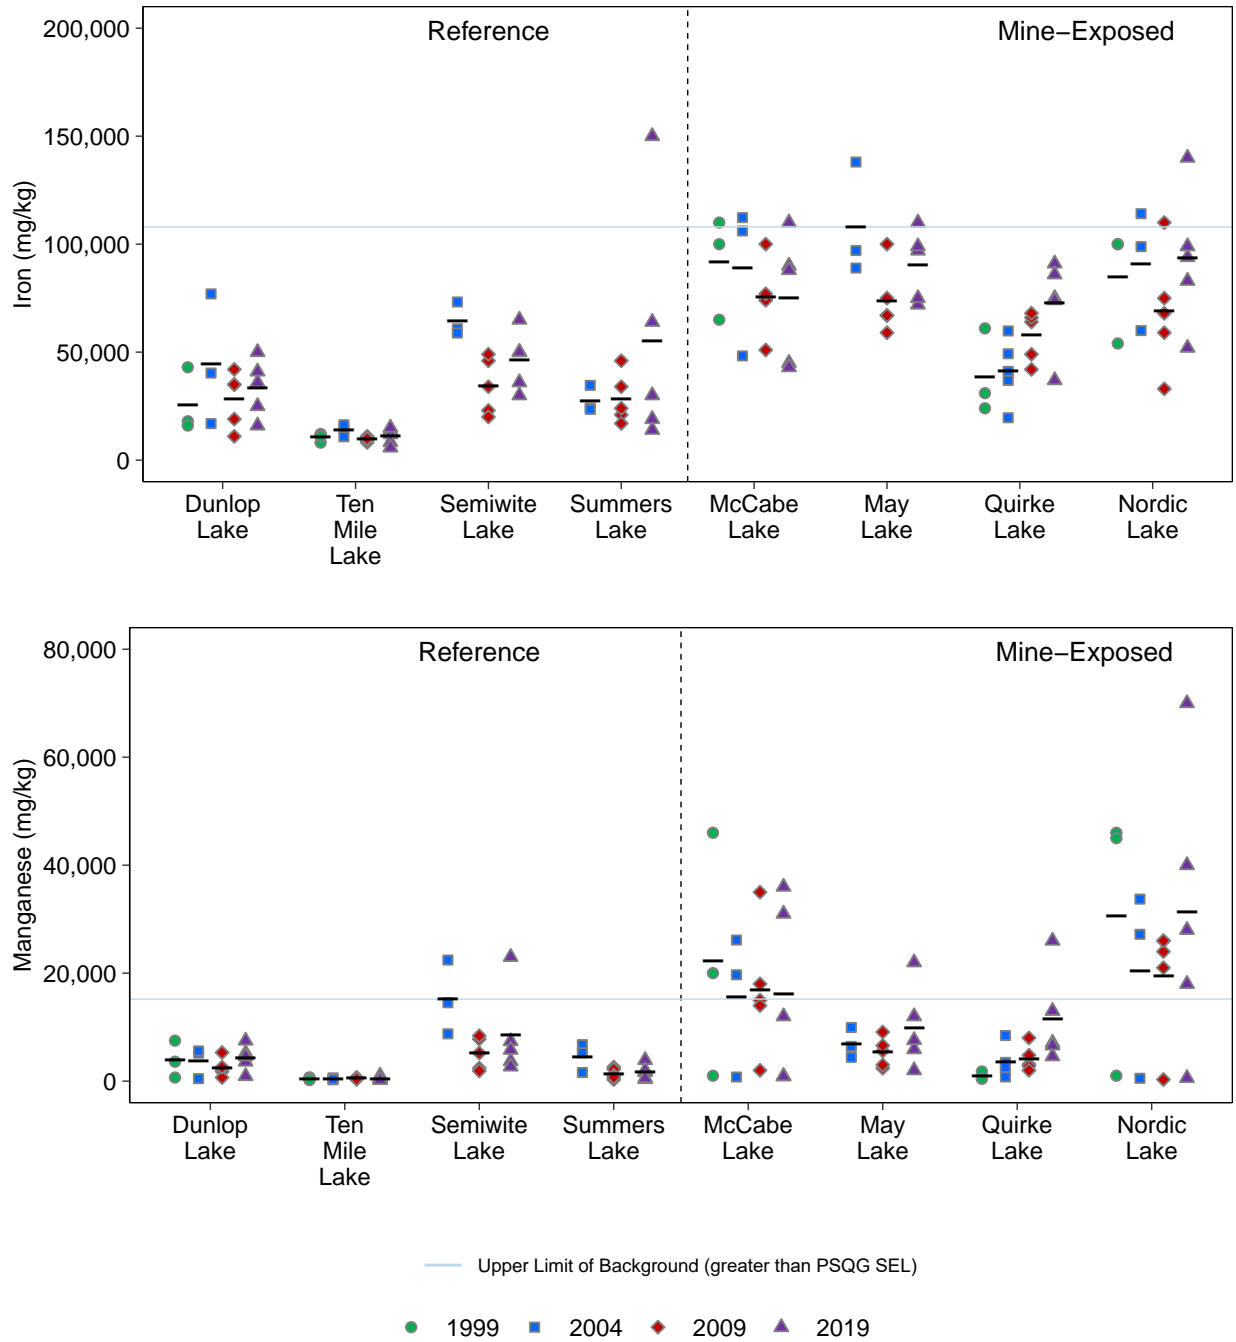 Reference
Mine−Exposed
200,000
150,000
100,000
50,000
0
Iron (mg/kg)
Dunlop
Lake
Ten
Mile
Lake
Semiwite
Lake
Summers
Lake
McCabe
Lake
May
Lake
Quirke
Lake
Nordic
Lake
Reference
Mine−Exposed
80,000
60,000
40,000
20,000
0
Manganese (mg/kg)
Dunlop
Lake
Ten
Mile
Lake
Semiwite
Lake
Summers
Lake
McCabe
Lake
May
Lake
Quirke
Lake
Nordic
Lake
Upper Limit of Background (greater than PSQG SEL)
1999 2004 2009 2019